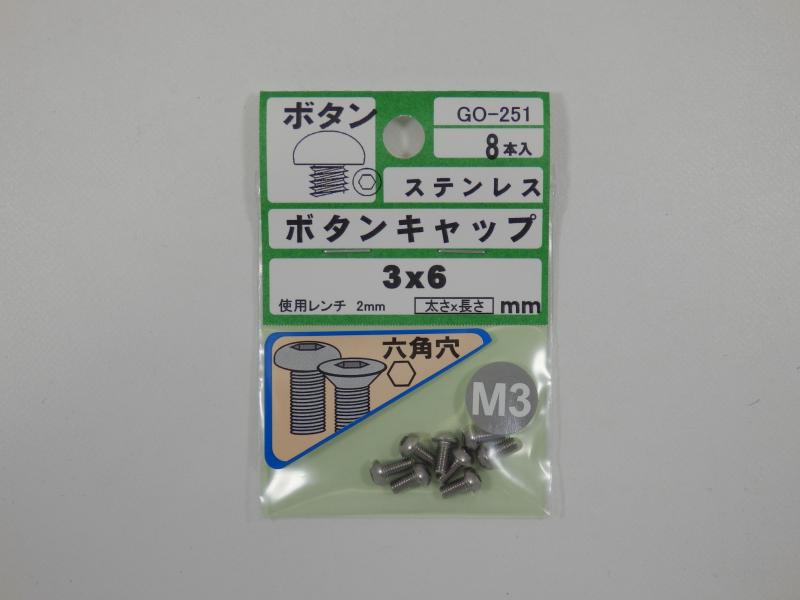 ボタン
GO-251
8本入
ステンレス
ボタンキャップ
3x6
使用レンチ 2mm 太さx長さ mm
六角穴
M3